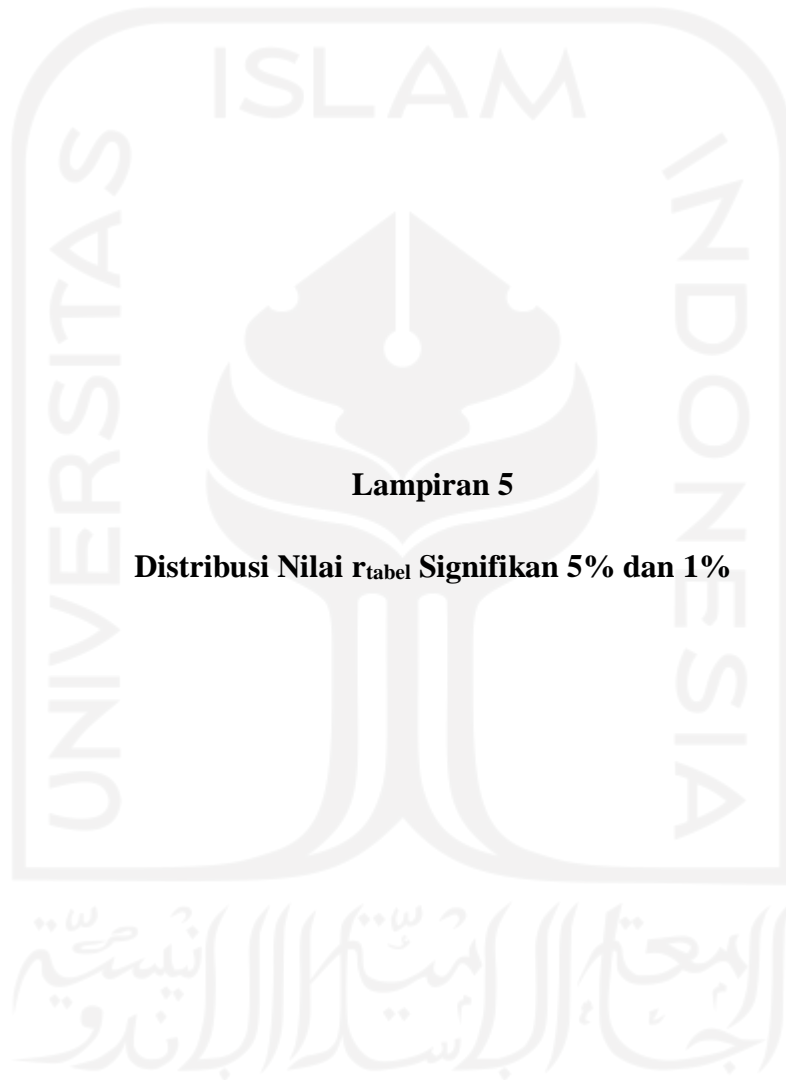 ISLAM
UNIVERSITAS
INDONESIA
Lampiran 5
Distribusi Nilai rtabel Signifikan 5% dan 1%